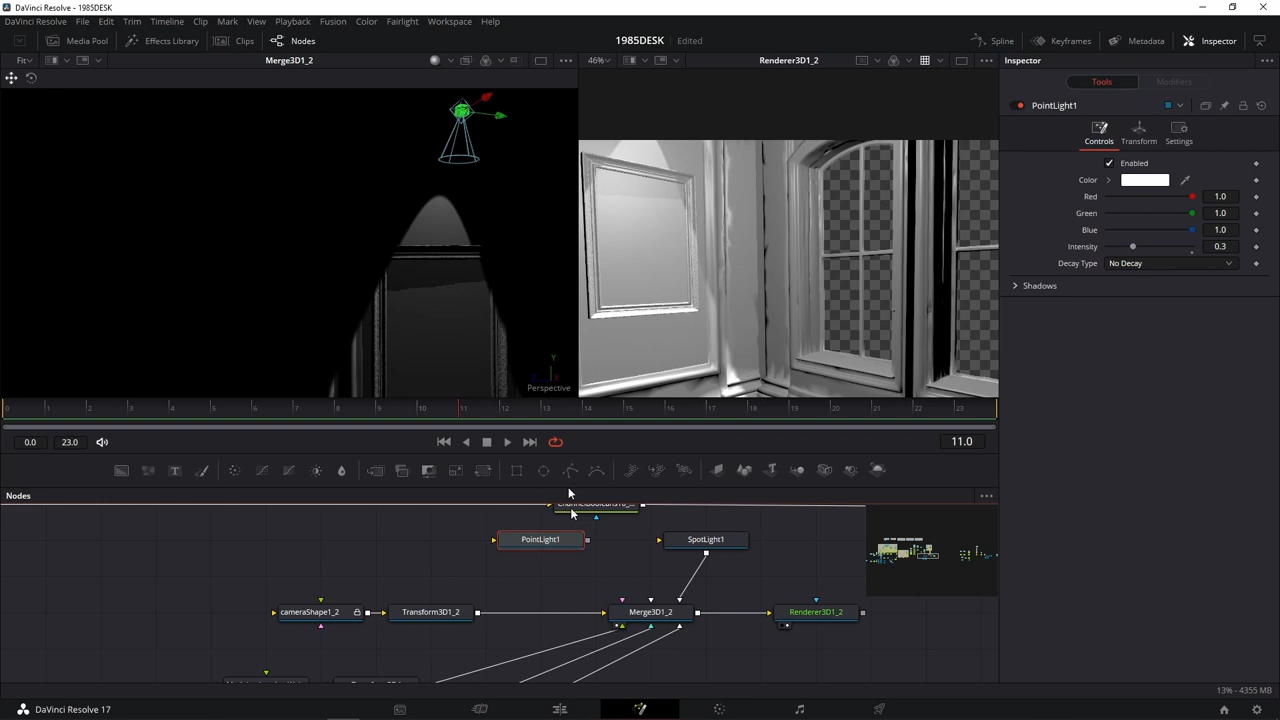 DaVinci Resolve - 1985DESK
DaVinci Resolve File Edit Trim Timeline Clip Mark View Playback Fusion Color Fairlight Workspace Help
Media Pool Effects Library Clips Nodes 1985DESK Edited Spline Keyframes Metadata Inspector
Fit Merge3D1_2 46% Renderer3D1_2 Inspector
Tools Modifiers
PointLight1
Controls Transform Settings
Enabled
Color
Red 1.0
Green 1.0
Blue 1.0
Intensity 0.3
Decay Type No Decay
Shadows
Y
X
Perspective
0 1 2 3 4 5 6 7 8 9 10 11 12 13 14 15 16 17 18 19 20 21 22 23
0.0 23.0 11.0
Nodes
PointLight1 SpotLight1
cameraShape1_2 Transform3D1_2 Merge3D1_2 Renderer3D1_2
13% - 4355 MB
DaVinci Resolve 17